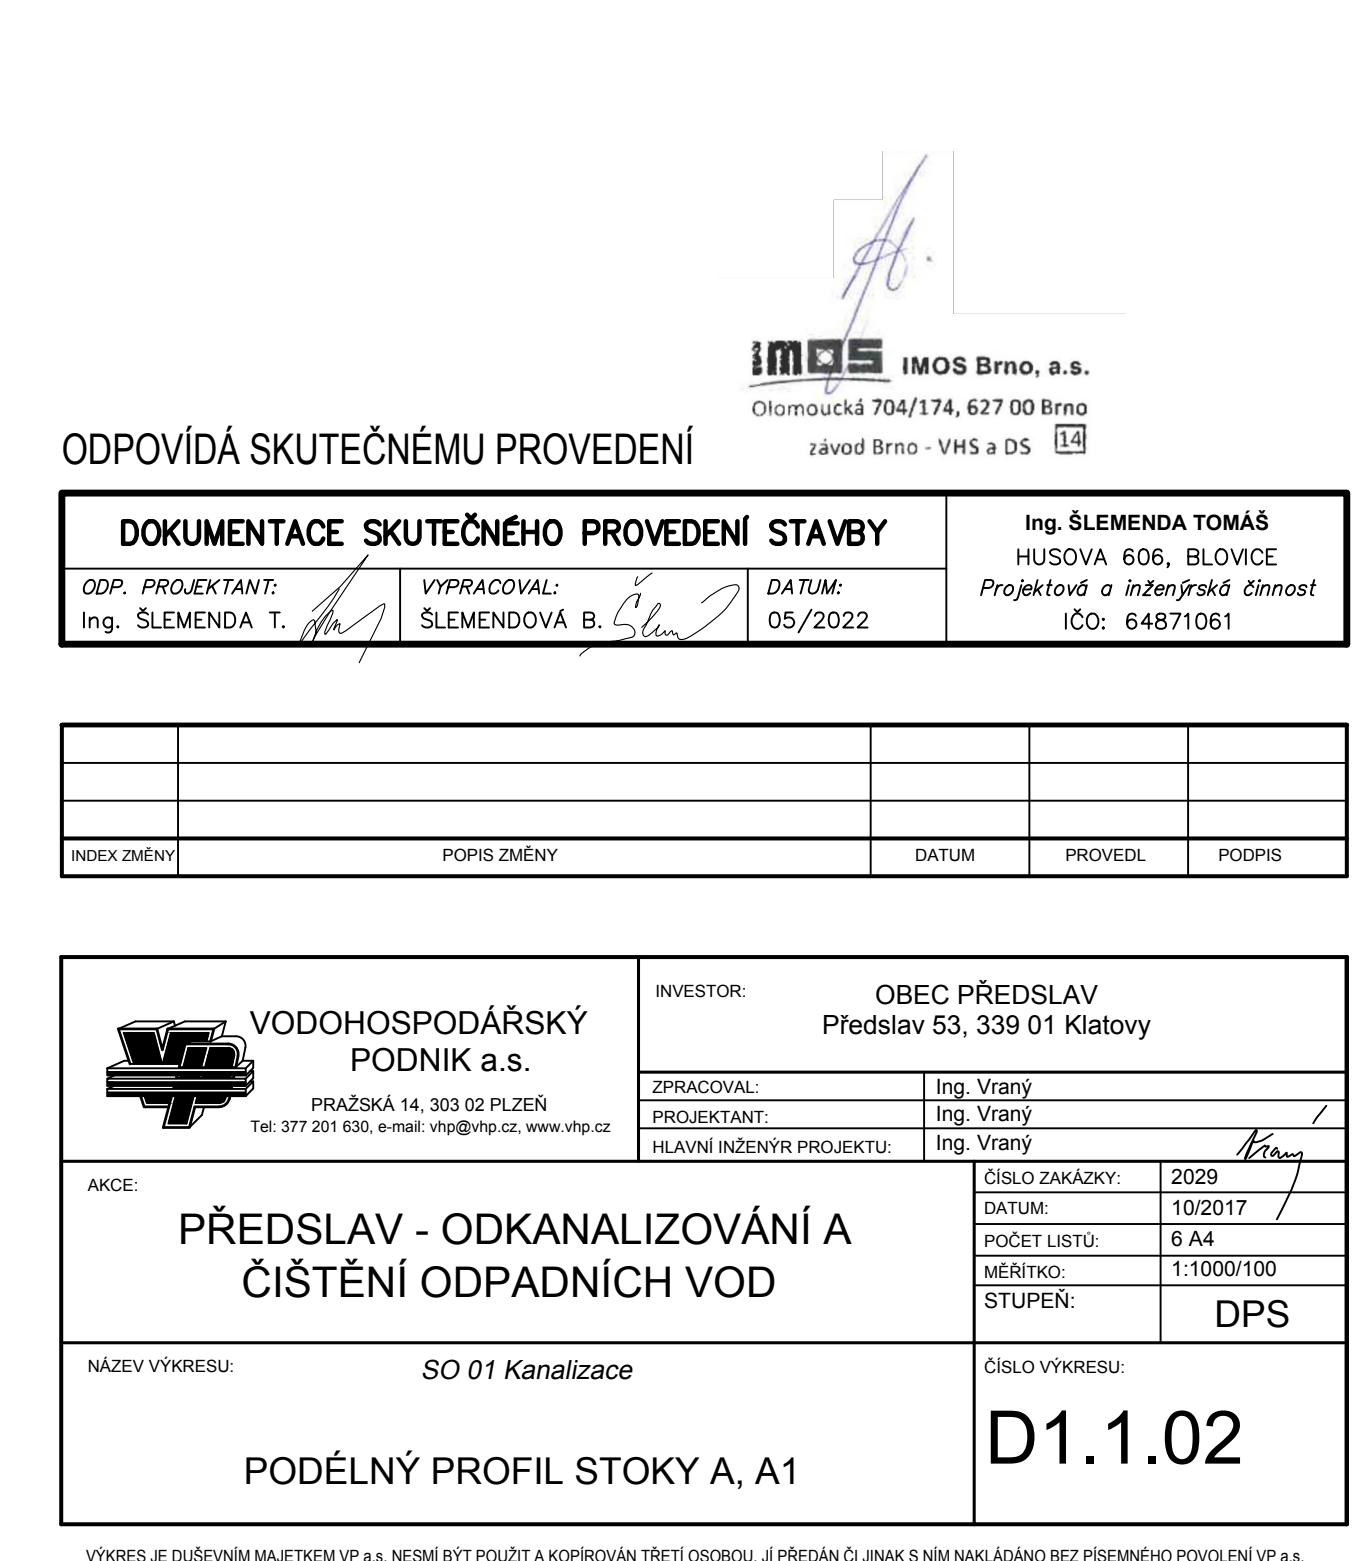 imos IMOS Brno, a.s.
Olomoucká 704/174, 627 00 Brno
závod Brno - VHS a DS 14
ODPOVÍDÁ SKUTEČNÉMU PROVEDENÍ
DOKUMENTACE SKUTEČNÉHO PROVEDENÍ STAVBY
ODP. PROJEKTANT:
Ing. ŠLEMENDA T.
VYPRACOVAL:
ŠLEMENDOVÁ B.
DATUM:
05/2022
Ing. ŠLEMENDA TOMÁŠ
HUSOVA 606, BLOVICE
Projektová a inženýrská činnost
IČO: 64871061
INDEX ZMĚNY POPIS ZMĚNY DATUM PROVEDL PODPIS
VP
VODOHOSPODÁŘSKÝ
PODNIK a.s.
PRAŽSKÁ 14, 303 02 PLZEŇ
Tel: 377 201 630, e-mail: vhp@vhp.cz, www.vhp.cz
INVESTOR: OBEC PŘEDSLAV
Předslav 53, 339 01 Klatovy
ZPRACOVAL: Ing. Vraný
PROJEKTANT: Ing. Vraný
HLAVNÍ INŽENÝR PROJEKTU: Ing. Vraný
AKCE:
PŘEDSLAV - ODKANALIZOVÁNÍ A
ČIŠTĚNÍ ODPADNÍCH VOD
ČÍSLO ZAKÁZKY: 2029
DATUM: 10/2017
POČET LISTŮ: 6 A4
MĚŘÍTKO: 1:1000/100
STUPEŇ: DPS
NÁZEV VÝKRESU: SO 01 Kanalizace
PODÉLNÝ PROFIL STOKY A, A1
ČÍSLO VÝKRESU:
D1.1.02
VÝKRES JE DUŠEVNÍM MAJETKEM VP a.s. NESMÍ BÝT POUŽIT A KOPÍROVÁN TŘETÍ OSOBOU, JÍ PŘEDÁN ČI JINAK S NÍM NAKLÁDÁNO BEZ PÍSEMNÉHO POVOLENÍ VP a.s.